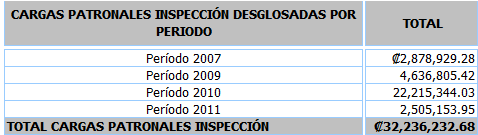 CARGAS PATRONALES INSPECCIÓN DESGLOSADAS POR PERIODO TOTAL
Período 2007 ₡2,878,929.28
Período 2009 4,636,805.42
Período 2010 22,215,344.03
Período 2011 2,505,153.95
TOTAL CARGAS PATRONALES INSPECCIÓN ₡32,236,232.68